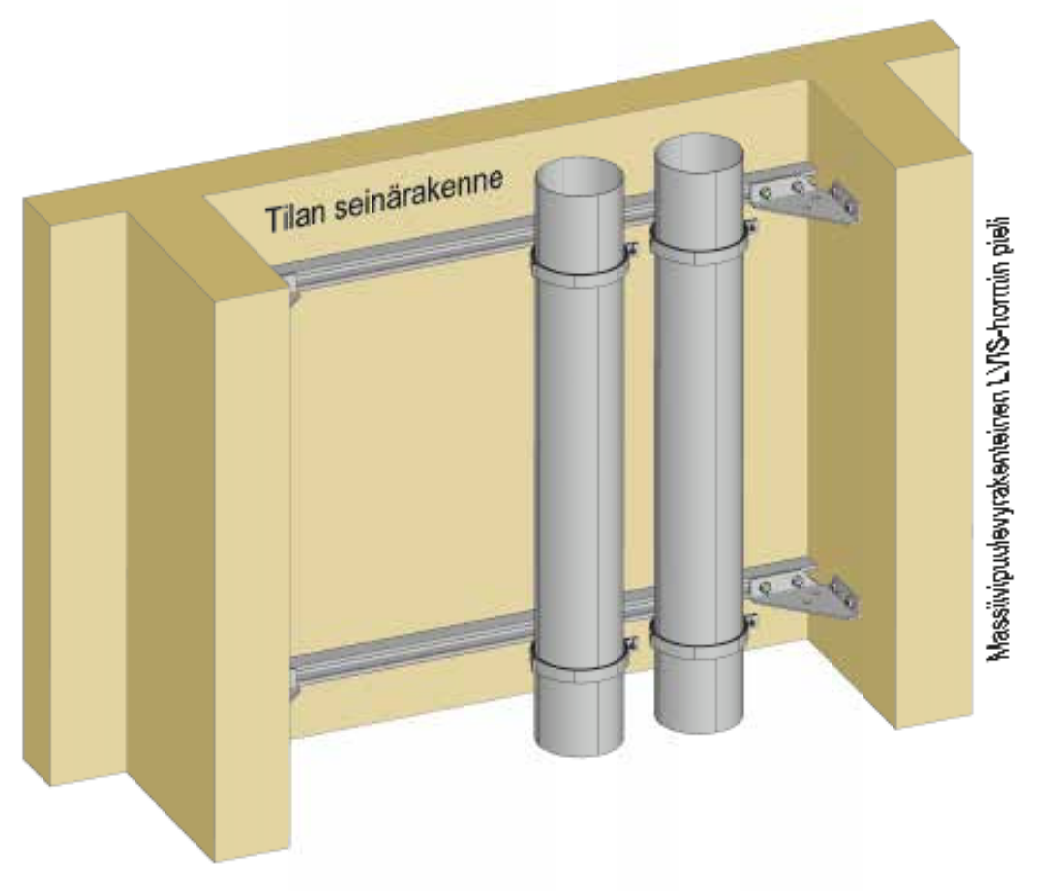 Tilan seinärakenne
Massiivipuulevyrakenteinen LVIS-hormin pieli